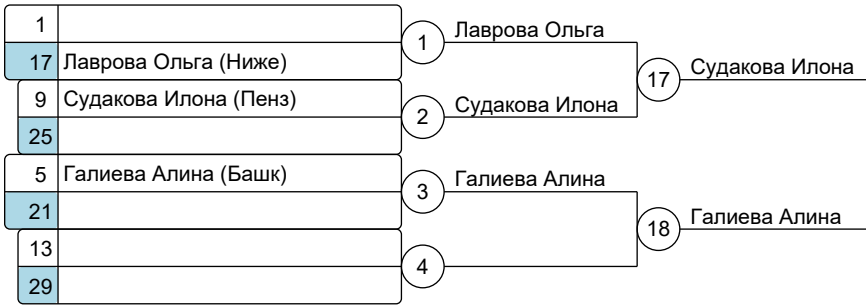 1
17 Лаврова Ольга (Ниже)
1
Лаврова Ольга
9 Судакова Илона (Пенз)
25
2
Судакова Илона
17
Судакова Илона
5 Галиева Алина (Башк)
21
3
Галиева Алина
13
29
4
18
Галиева Алина